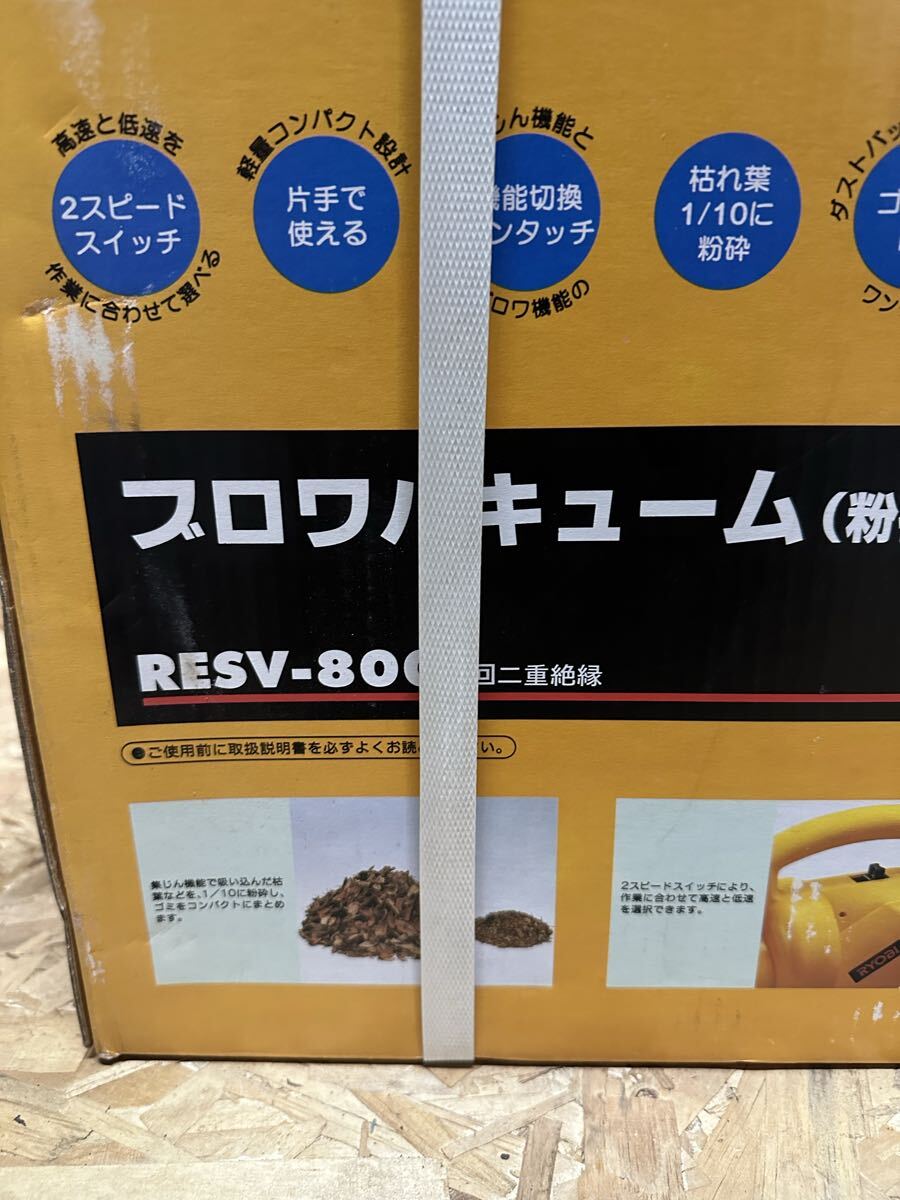 高速と低速を
2スピード
スイッチ
作業に合わせて選べる
軽量コンパクト設計
片手で
使える
じん機能と
機能切換
ンタッチ
ロワ機能の
枯れ葉
1/10に
粉砕
ダストバッ
ゴ
ワン
ブロワバキューム(粉
RESV-800 回二重絶縁
●ご使用前に取扱説明書を必ずよくお読みい。
集じん機能で吸い込んだ枯
葉などを、1/10に粉砕し、
ゴミをコンパクトにまとめ
ます。
2スピードスイッチにより、
作業に合わせて高速と低速
を選択できます。
RYOBI